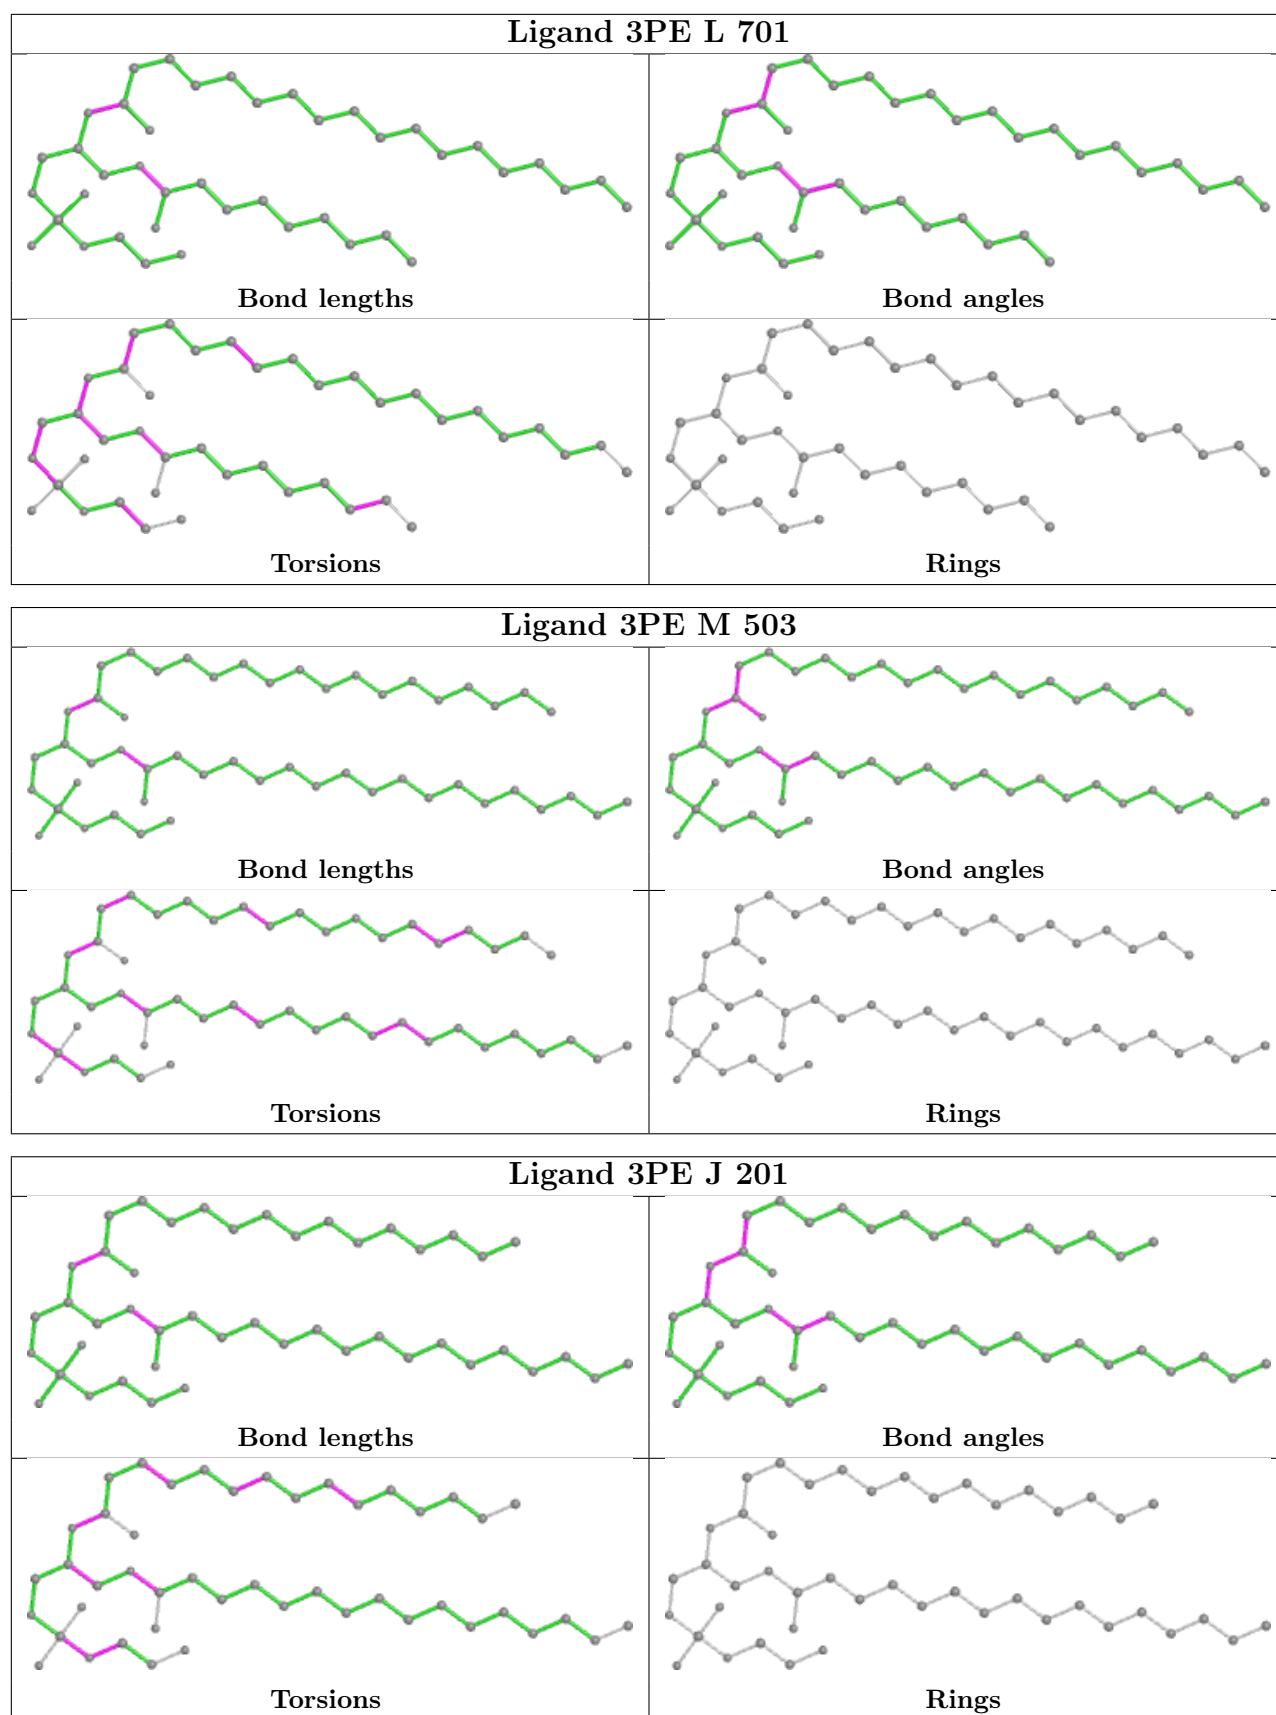 Ligand 3PE L 701
Bond lengths
Bond angles
Torsions
Rings
Ligand 3PE M 503
Bond lengths
Bond angles
Torsions
Rings
Ligand 3PE J 201
Bond lengths
Bond angles
Torsions
Rings